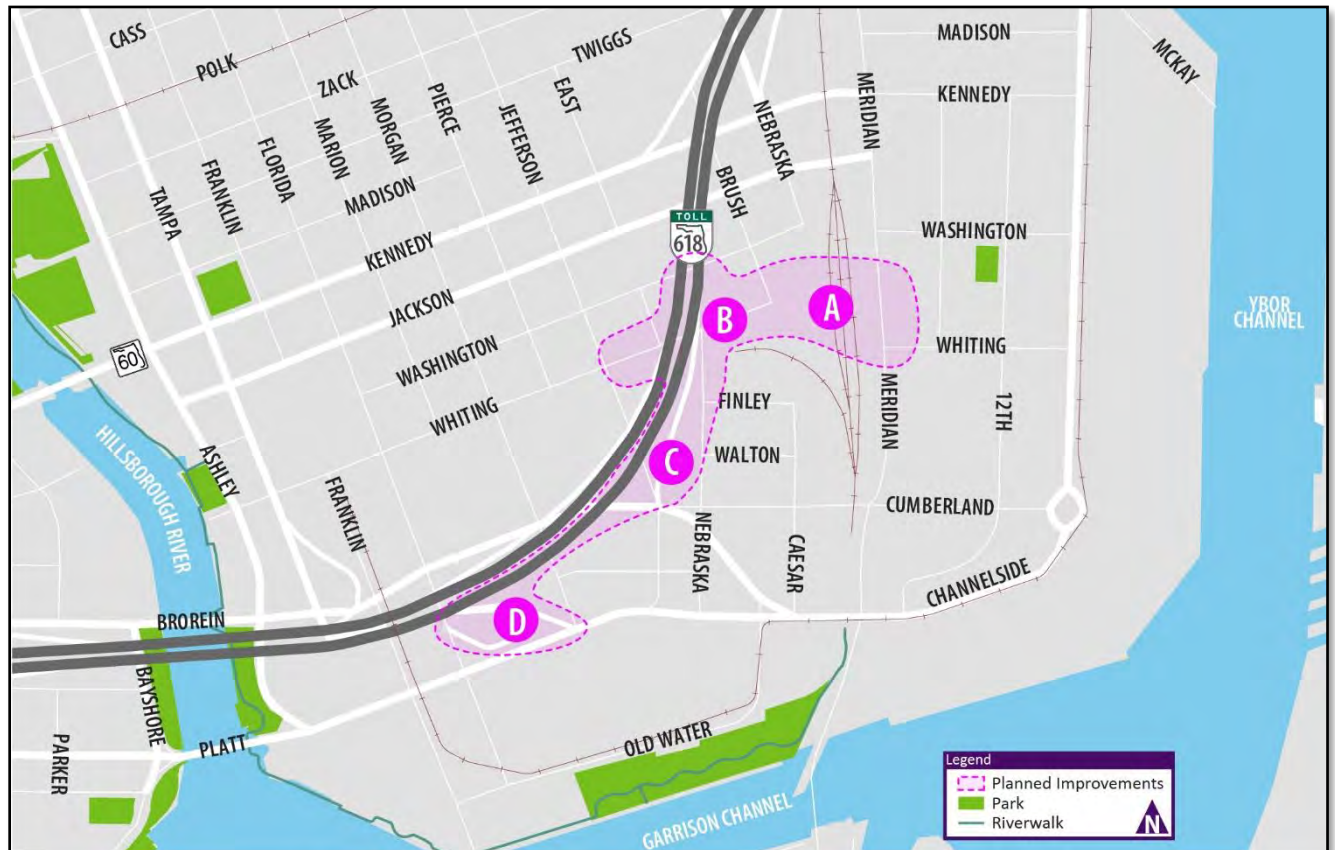 CASS
POLK
ZACK
MORGAN
PIERCE
TWIGGS
EAST
JEFFERSON
MARION
FLORIDA
FRANKLIN
TAMPA
MADISON
KENNEDY
JACKSON
WASHINGTON
WHITING
NEBRASKA
BRUSH
MERIDIAN
MADISON
KENNEDY
MCKAY
TOLL
618
WASHINGTON
YBOR
CHANNEL
A
B
WHITING
60
HILLSBOROUGH RIVER
ASHLEY
FRANKLIN
FINLEY
WALTON
C
MERIDIAN
12TH
CUMBERLAND
NEBRASKA
CAESAR
CHANNELSIDE
BROREIN
D
BAYSHORE
PARKER
PLATT
OLD WATER
GARRISON CHANNEL
Legend
Planned Improvements
Park
Riverwalk
N